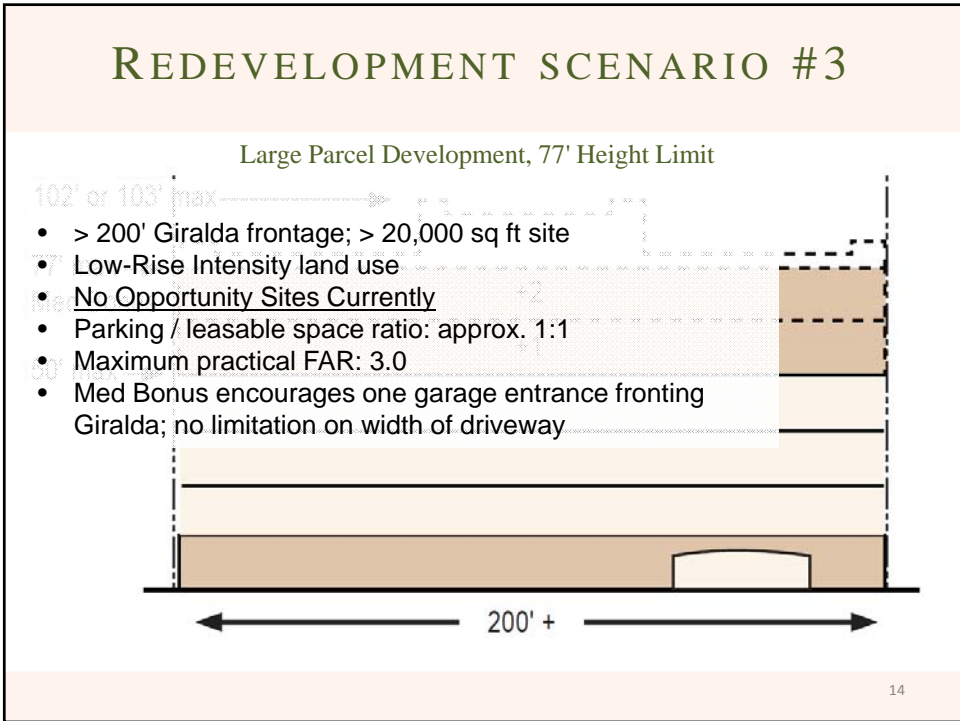 REDEVELOPMENT SCENARIO #3
Large Parcel Development, 77' Height Limit
102' or 103' max
• > 200' Giralda frontage; > 20,000 sq ft site
• Low-Rise Intensity land use
• No Opportunity Sites Currently
• Parking / leasable space ratio: approx. 1:1
• Maximum practical FAR: 3.0
• Med Bonus encourages one garage entrance fronting
Giralda; no limitation on width of driveway
+2
+1
200' +
14